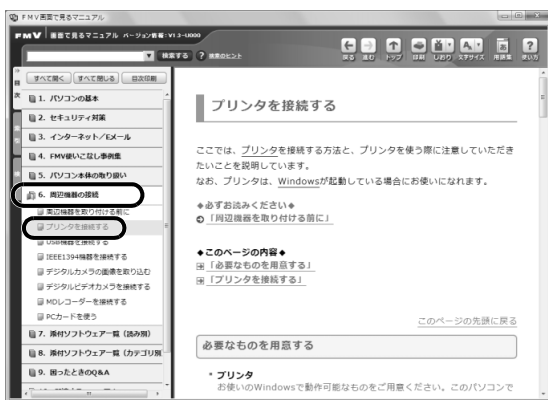 FMV画面で見るマニュアル
FMV 画面で見るマニュアル バージョン情報:V1.3-U000
検索する ? 検索のヒント
戻る 進む トップ 印刷 しおり 文字サイズ 用語集 使い方
目次
すべて開く すべて閉じる 目次印刷
1. パソコンの基本
2. セキュリティ対策
3. インターネット/Eメール
4. FMV使いこなし事例集
5. パソコン本体の取り扱い
6. 周辺機器の接続
周辺機器を取り付ける前に
プリンタを接続する
USB機器を接続する
IEEE1394機器を接続する
デジタルカメラの画像を取り込む
デジタルビデオカメラを接続する
MDレコーダーを接続する
PCカードを使う
7. 添付ソフトウェア一覧(読み別)
8. 添付ソフトウェア一覧(カテゴリ別
9. 困ったときのQ&A
プリンタを接続する
ここでは、プリンタを接続する方法と、プリンタを使う際に注意していただき
たいことを説明しています。
なお、プリンタは、Windowsが起動している場合にお使いになれます。
◆必ずお読みください◆
「周辺機器を取り付ける前に」
◆このページの内容◆
「必要なものを用意する」
「プリンタを接続する」
このページの先頭に戻る
必要なものを用意する
・プリンタ
お使いのWindowsで動作可能なものをご用意ください。このパソコンで